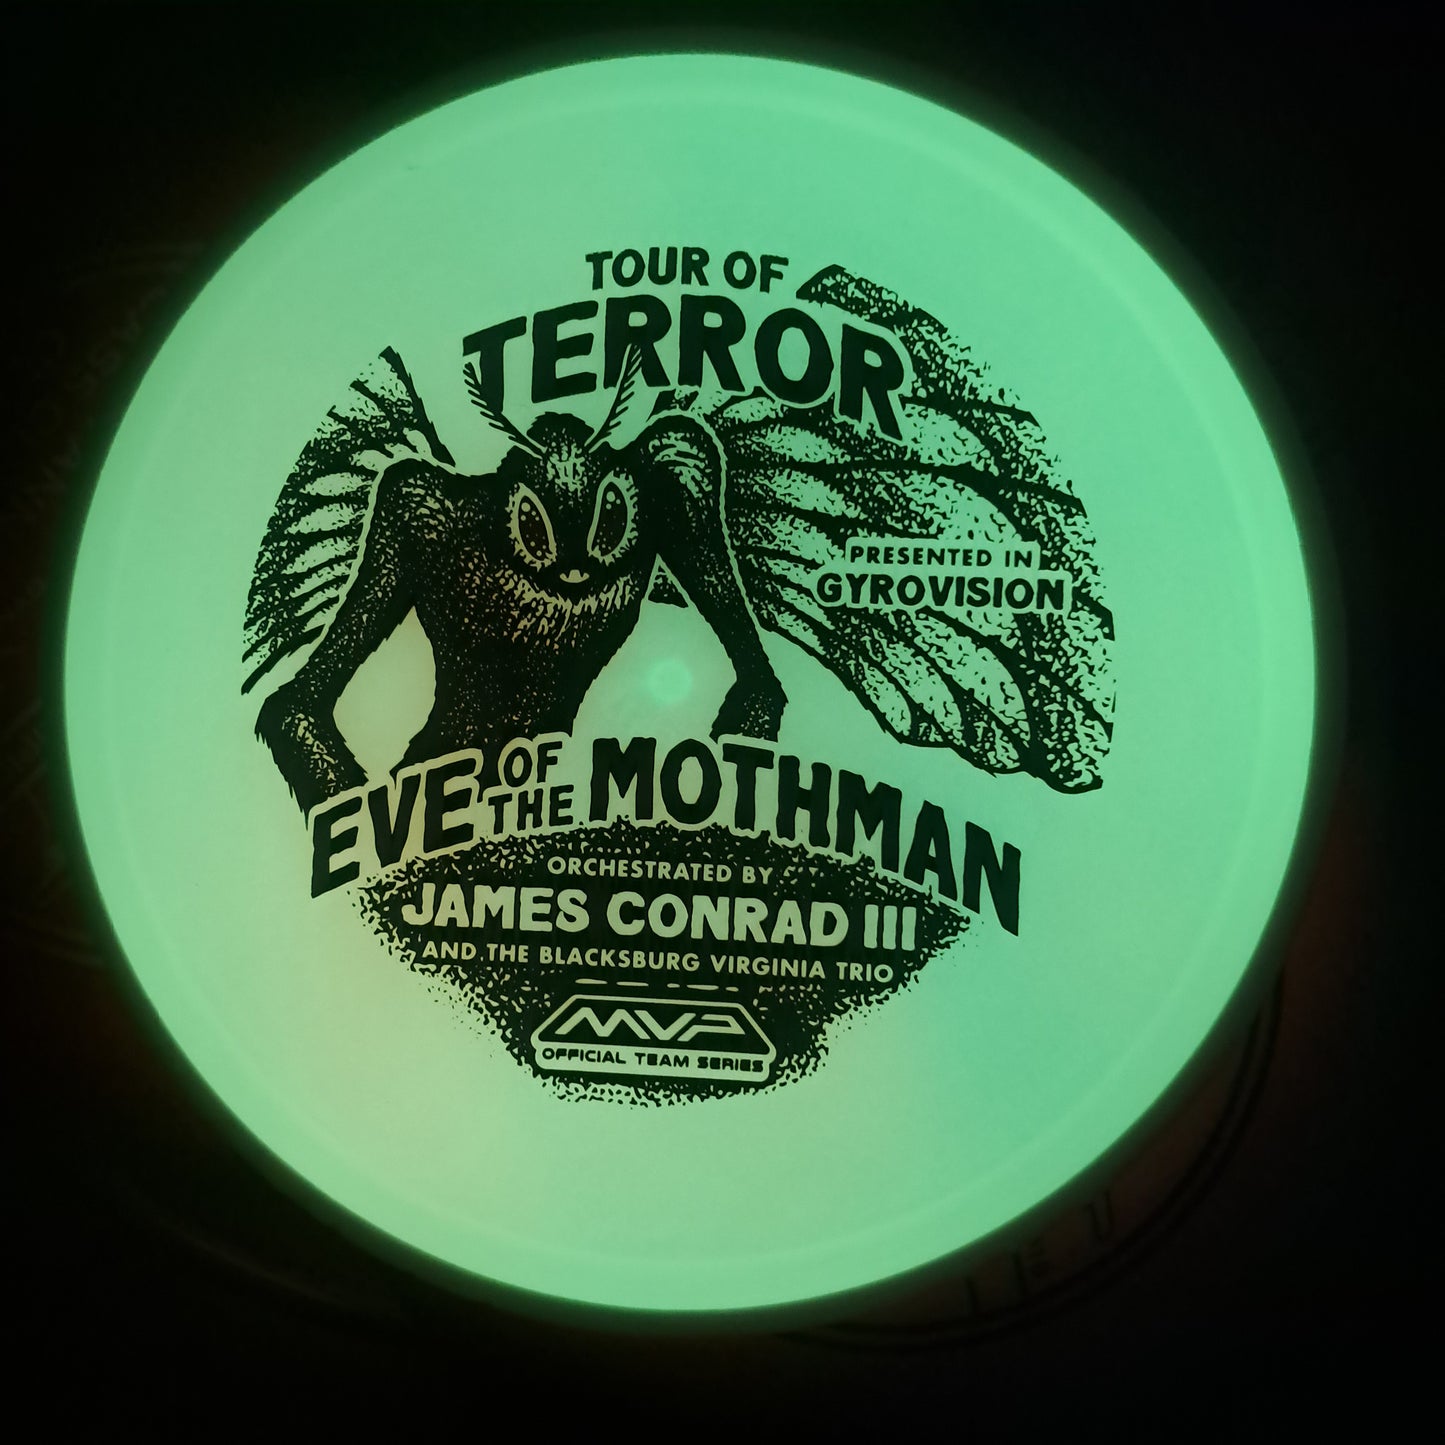 TOUR OF
TERROR
PRESENTED IN
GYROVISION
EVE OF THE MOTHMAN
ORCHESTRATED BY
JAMES CONRAD III
AND THE BLACKSBURG VIRGINIA TRIO
MVP
OFFICIAL TEAM SERIES